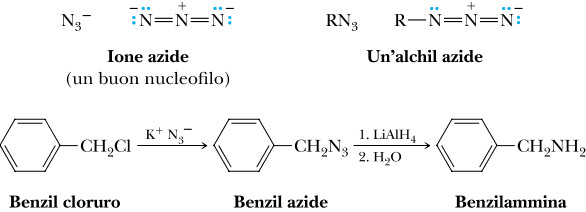 N₃⁻ ⁻:N̈=N⁺=N̈:⁻ RN₃ R—N̈=N⁺=N̈:⁻
Ione azide Un'alchil azide
(un buon nucleofilo)
CH₂Cl K⁺ N₃⁻ CH₂N₃ 1. LiAlH₄ CH₂NH₂
2. H₂O
Benzil cloruro Benzil azide Benzilammina